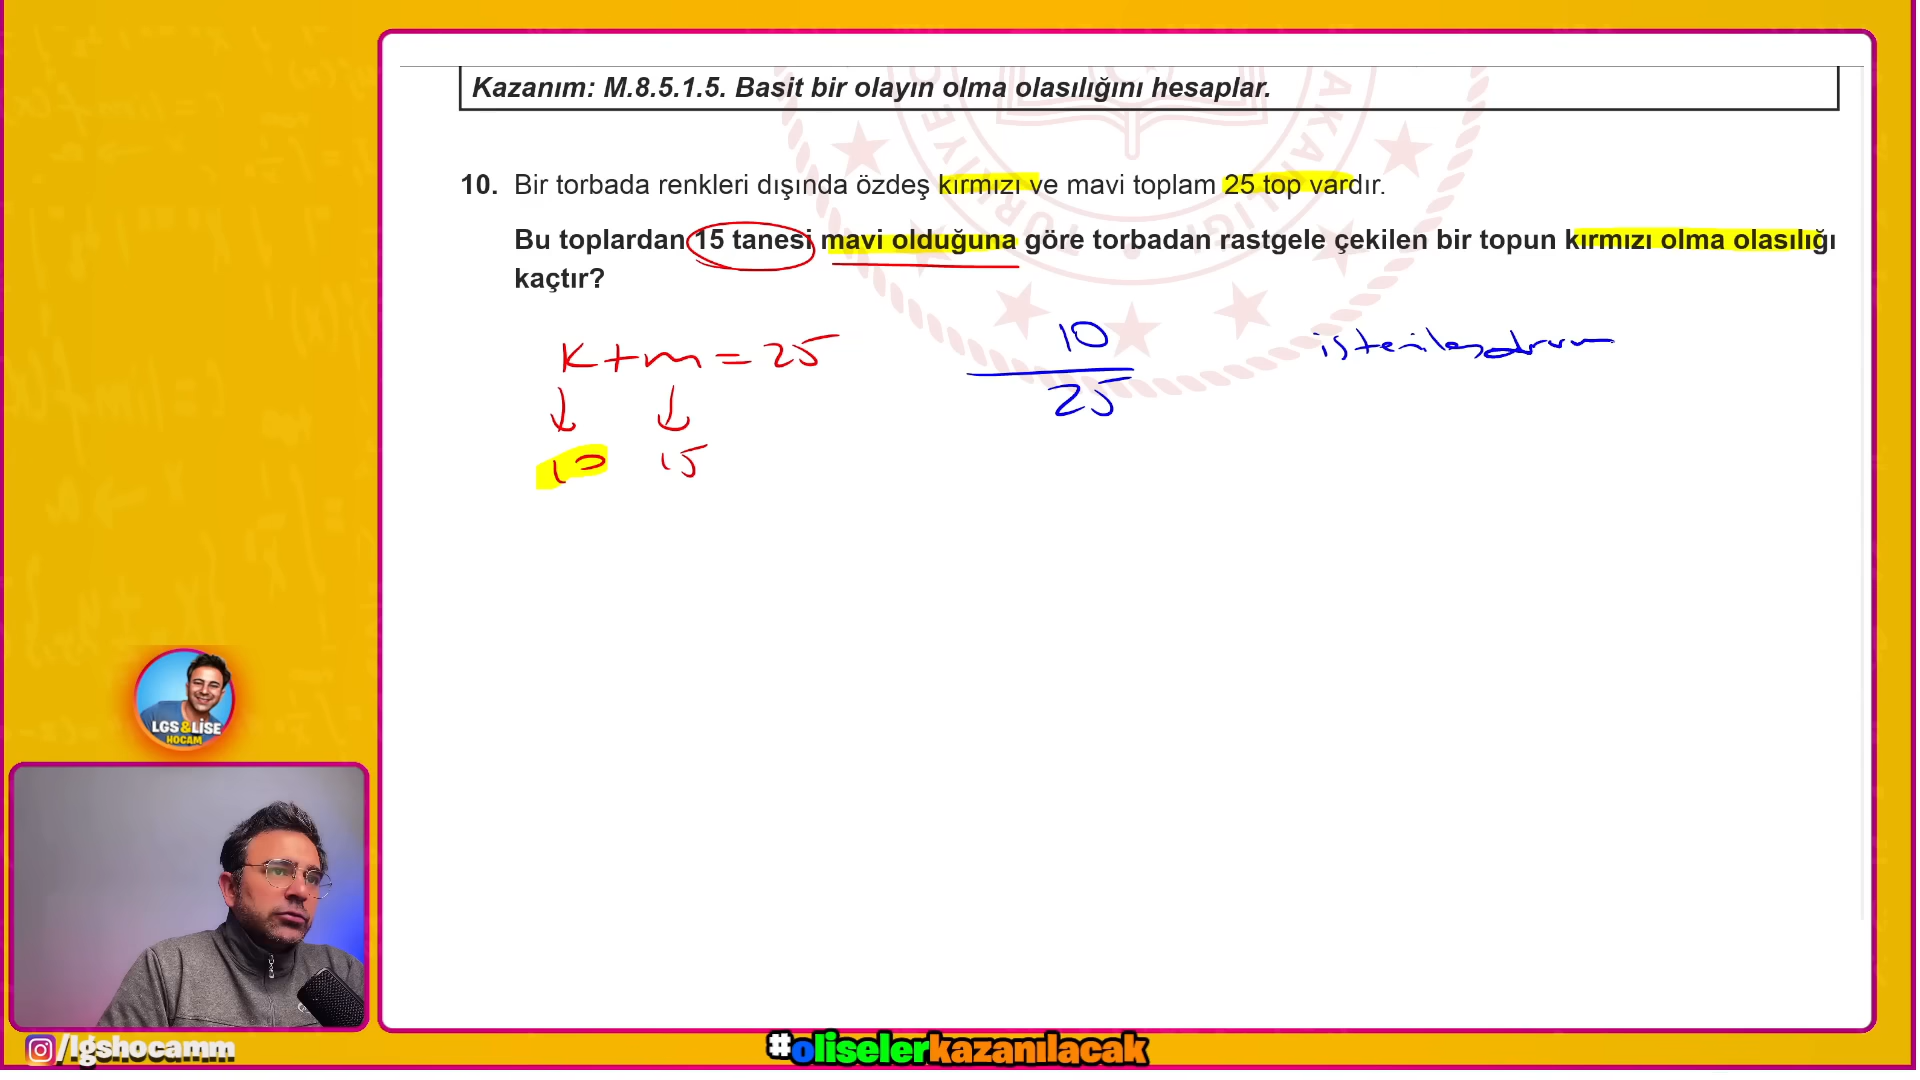 Kazanım: M.8.5.1.5. Basit bir olayın olma olasılığını hesaplar.
10. Bir torbada renkleri dışında özdeş kırmızı ve mavi toplam 25 top vardır.
Bu toplardan 15 tanesi mavi olduğuna göre torbadan rastgele çekilen bir topun kırmızı olma olasılığı
kaçtır?
K+m=25
↓ ↓
10 15
10
25
istenilen durum
LGS&LİSE
HOCAM
/lgshocamm
#oliselerkazanılacak